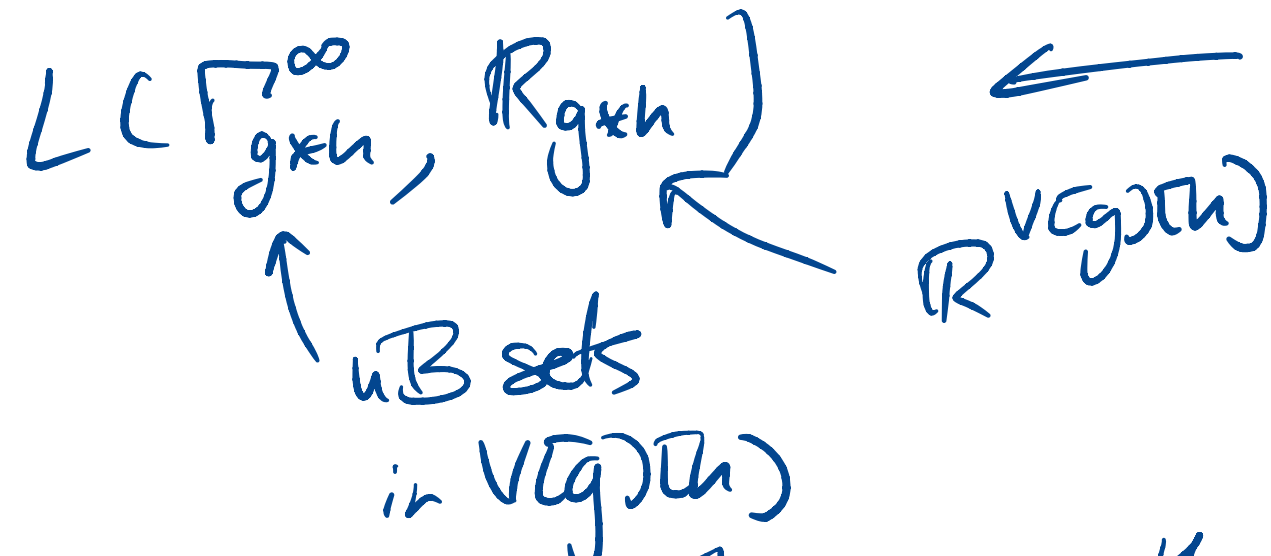 L(Γ^∞_{g*h}, ℝ_{g*h})
ℝ^{V[g][h]}
uB sets
in V[g][h]